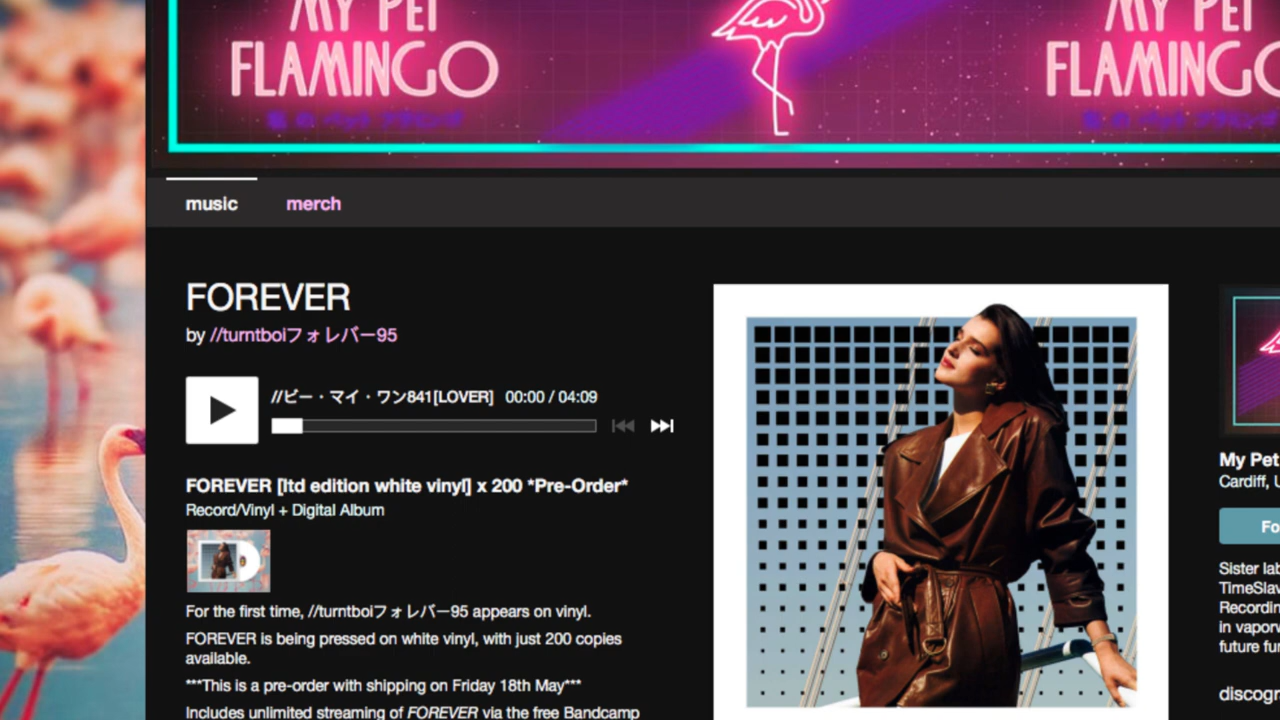 MY PET
FLAMINGO
MY PET
FLAMINGO
music merch
FOREVER
by //turntboiフォレバー95
//ビー・マイ・ワン841[LOVER] 00:00 / 04:09
FOREVER [ltd edition white vinyl] x 200 *Pre-Order*
Record/Vinyl + Digital Album
For the first time, //turntboiフォレバー95 appears on vinyl.
FOREVER is being pressed on white vinyl, with just 200 copies
available.
***This is a pre-order with shipping on Friday 18th May***
Includes unlimited streaming of FOREVER via the free Bandcamp
My Pet
Cardiff, U
Fo
Sister lab
TimeSlav
Recordin
in vaporw
future fun
discogr